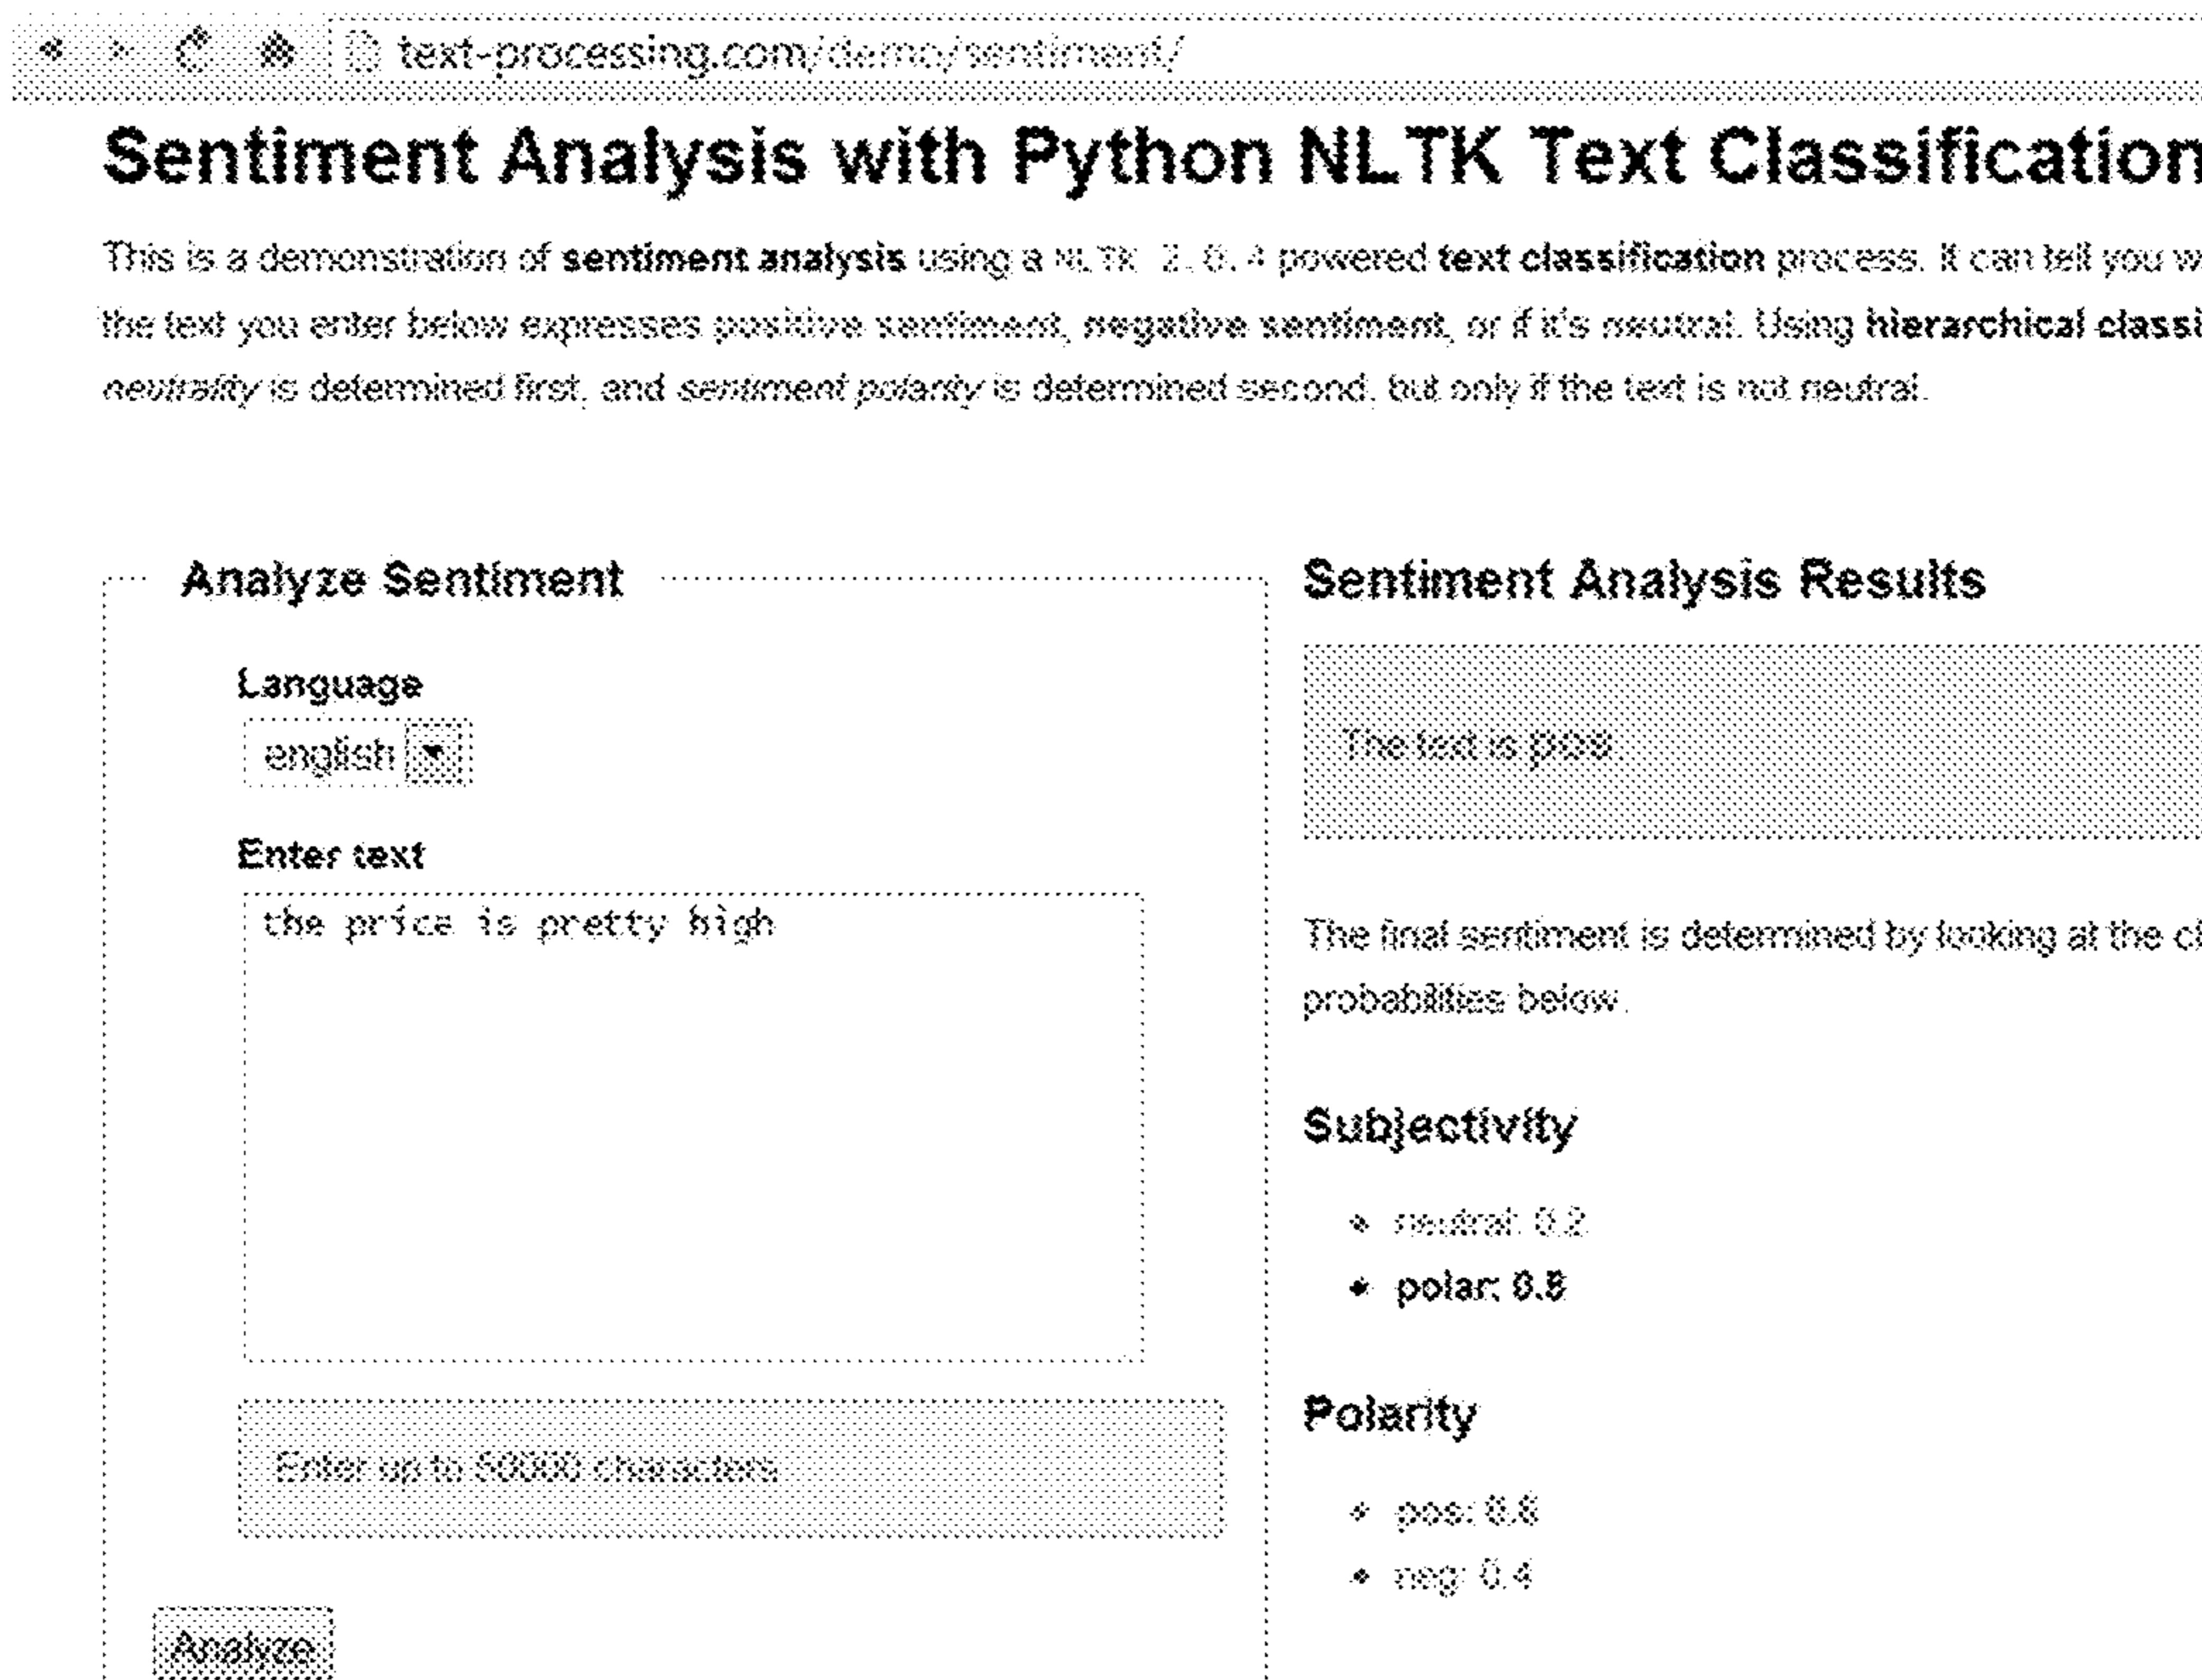 text-processing.com/demo/sentiment/
Sentiment Analysis with Python NLTK Text Classification
This is a demonstration of sentiment analysis using a NLTK 2.0.4 powered text classification process. It can tell you w
the text you enter below expresses positive sentiment, negative sentiment, or if it's neutral. Using hierarchical classi
neutrality is determined first, and sentiment polarity is determined second, but only if the text is not neutral.
Analyze Sentiment
Language
english
Enter text
the price is pretty high
Enter up to 50000 characters
Analyze
Sentiment Analysis Results
The text is pos.
The final sentiment is determined by looking at the cl
probabilities below.
Subjectivity
neutral: 0.2
polar: 0.8
Polarity
pos: 0.6
neg: 0.4